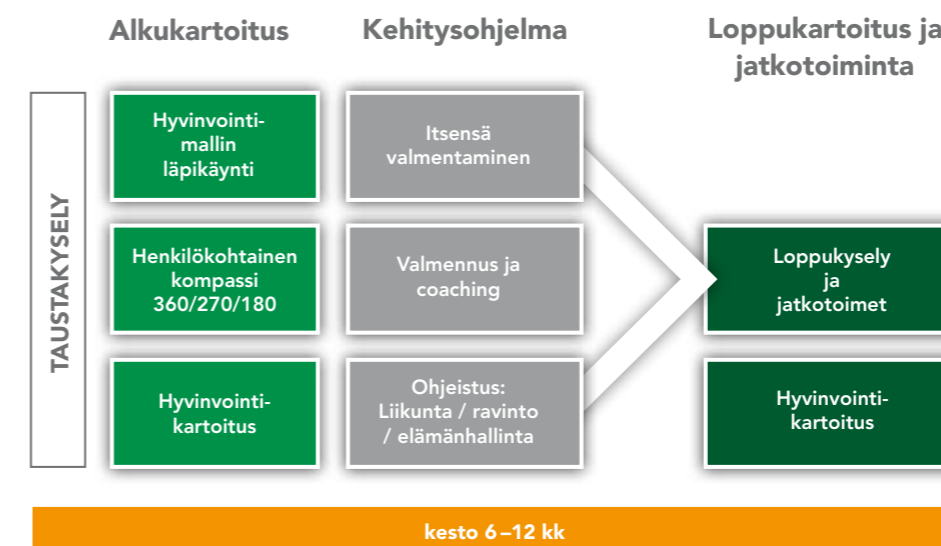 Alkukartoitus
Kehitysohjelma
Loppukartoitus ja
jatkotoiminta
TAUSTAKYSELY
Hyvinvointi-
mallin
läpikäynti
Itsensä
valmentaminen
Henkilökohtainen
kompassi
360/270/180
Valmennus ja
coaching
Loppukysely
ja
jatkotoimet
Hyvinvointi-
kartoitus
Ohjeistus:
Liikunta / ravinto
/ elämänhallinta
Hyvinvointi-
kartoitus
kesto 6–12 kk